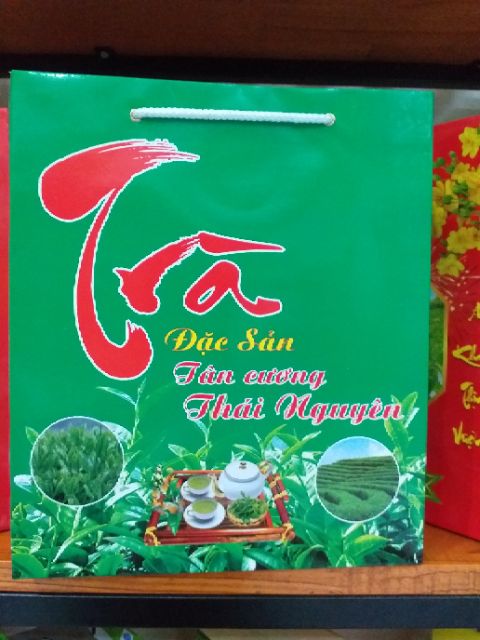 Trà
Đặc Sản
Tân cương
Thái Nguyên